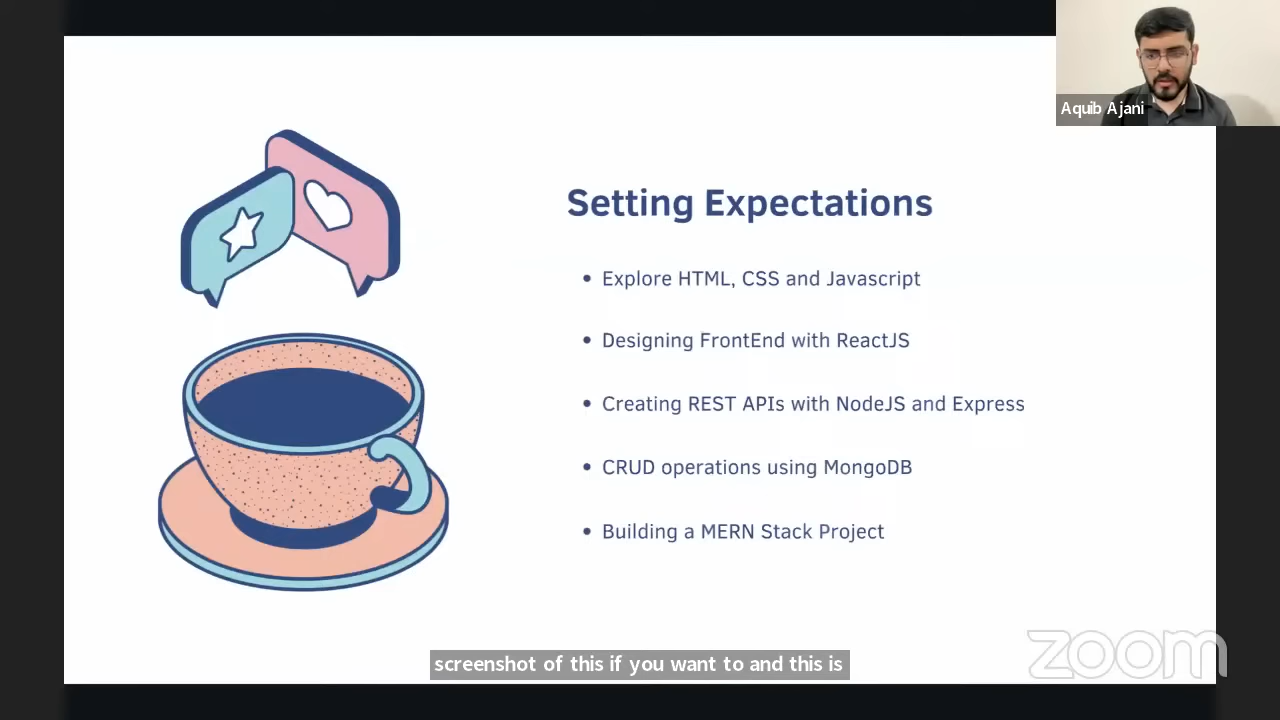 Aquib Ajani
Setting Expectations
• Explore HTML, CSS and Javascript
• Designing FrontEnd with ReactJS
• Creating REST APIs with NodeJS and Express
• CRUD operations using MongoDB
• Building a MERN Stack Project
screenshot of this if you want to and this is
zoom